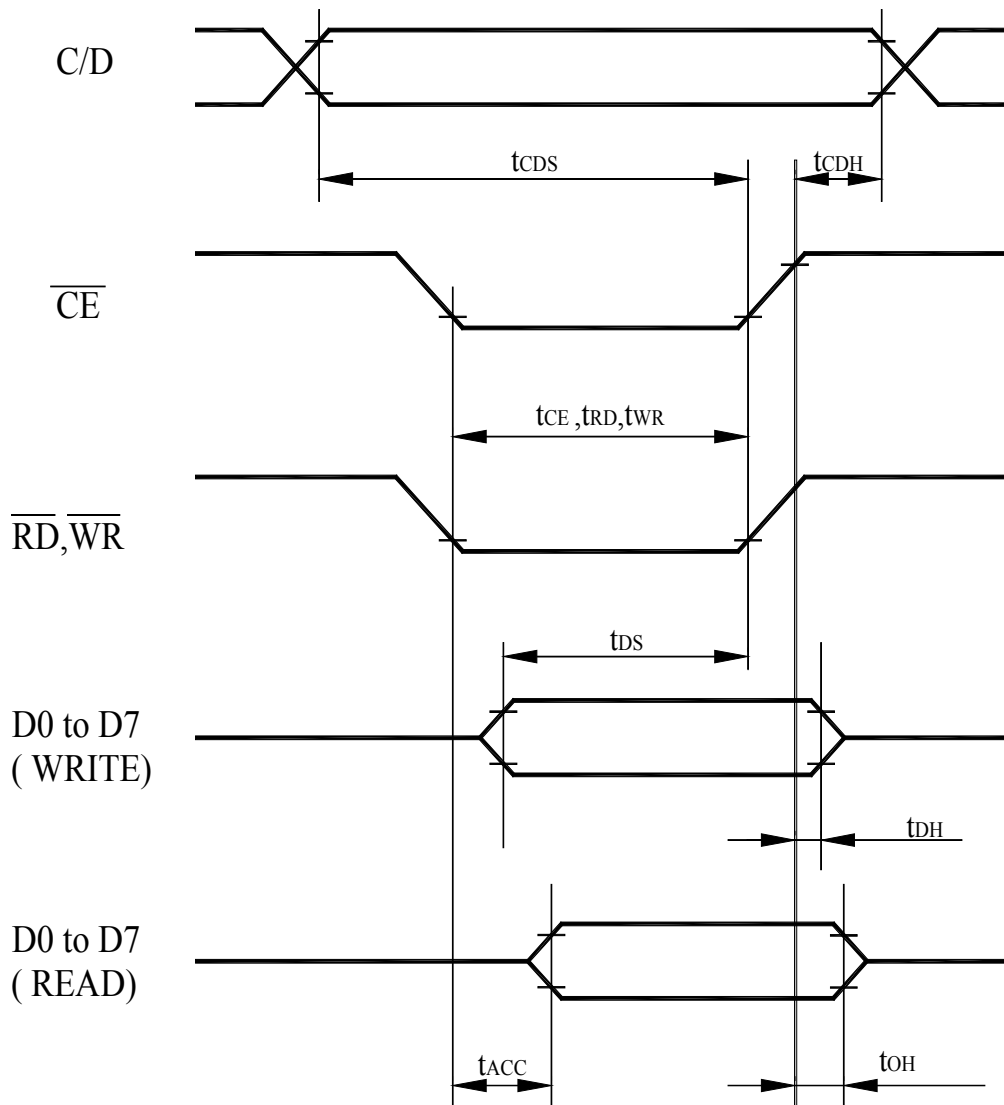 C/D
tCDS
tCDH
CE
tCE ,tRD,tWR
RD,WR
tDS
D0 to D7
( WRITE)
tDH
D0 to D7
( READ)
tACC
tOH